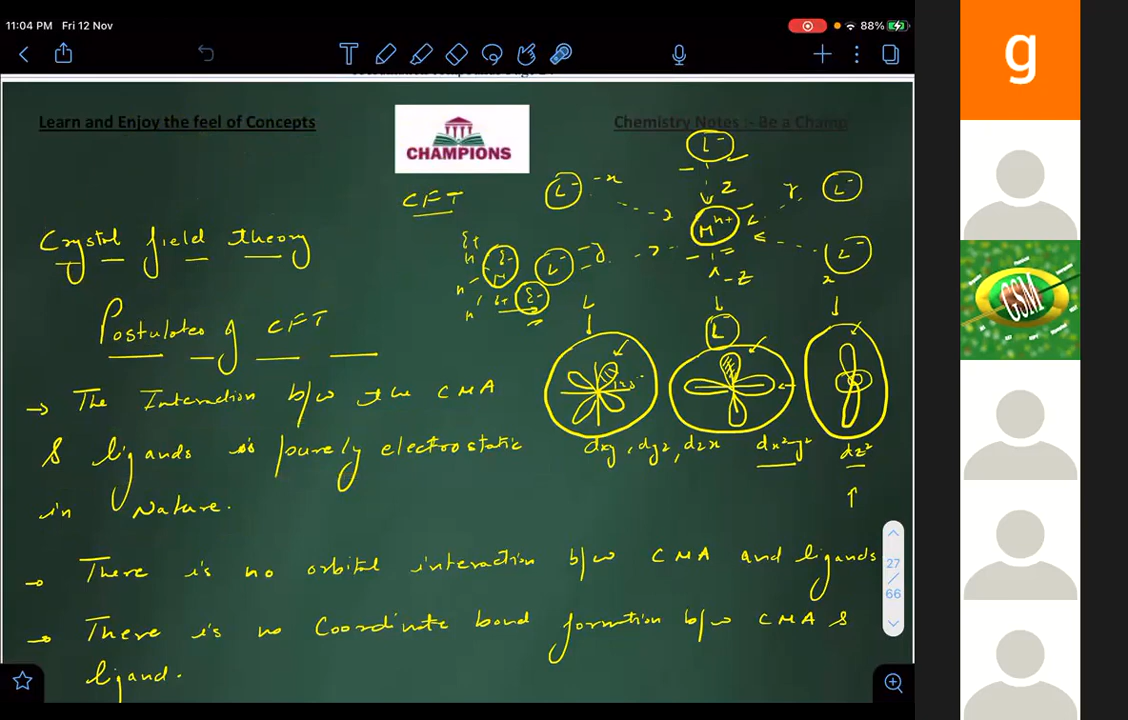 11:04 PM Fri 12 Nov
88%
Learn and Enjoy the feel of Concepts
CHAMPIONS
Chemistry Notes :- Be a Champ
CFT
Crystal field theory
Postulates of CFT
→ The Interaction b/w the CMA
& ligands is purely electrostatic
in Nature.
→ There is no orbital interaction b/w CMA and ligands
→ There is no Coordinate bond formation b/w CMA &
ligand.
L⁻
L⁻
L⁻
z
Mⁿ⁺
L⁻
L⁻
-z
x
L
L⁻
dxy, dyz, dzx
dx²-y²
dz²
27
/
66
g
GSM